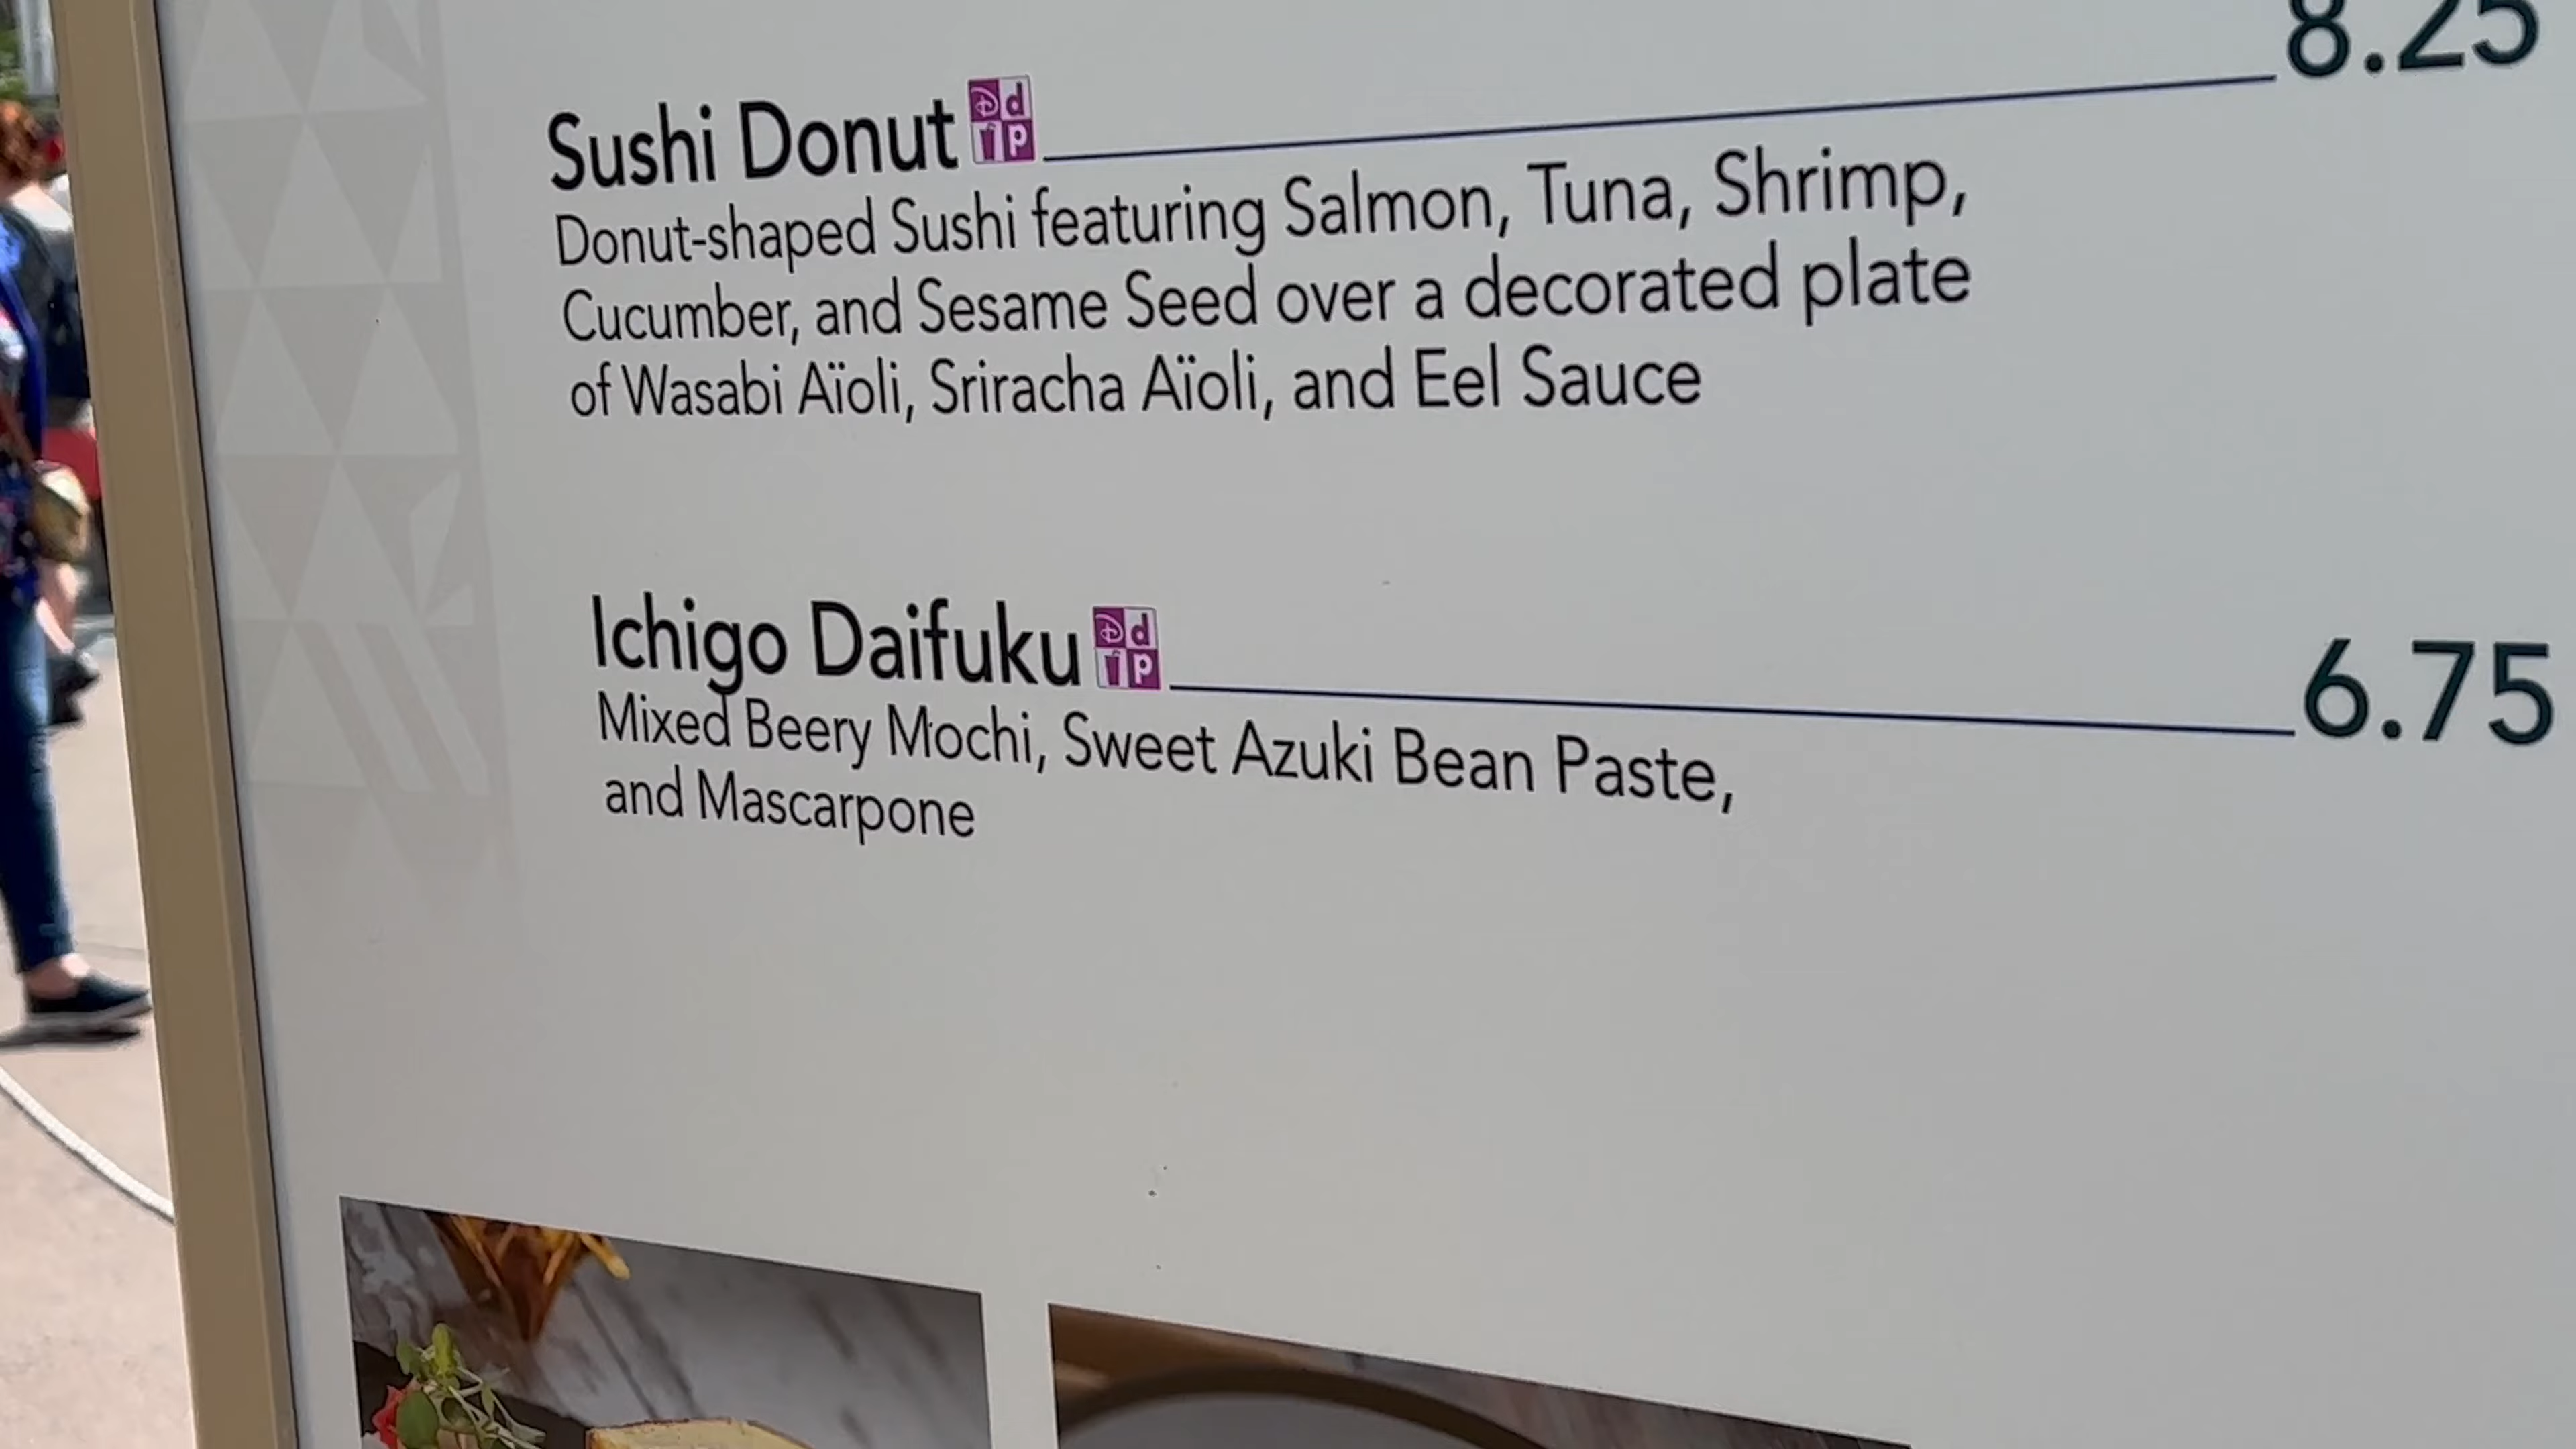 8.25
Sushi Donut
Donut-shaped Sushi featuring Salmon, Tuna, Shrimp,
Cucumber, and Sesame Seed over a decorated plate
of Wasabi Aïoli, Sriracha Aïoli, and Eel Sauce
Ichigo Daifuku 6.75
Mixed Beery Mochi, Sweet Azuki Bean Paste,
and Mascarpone